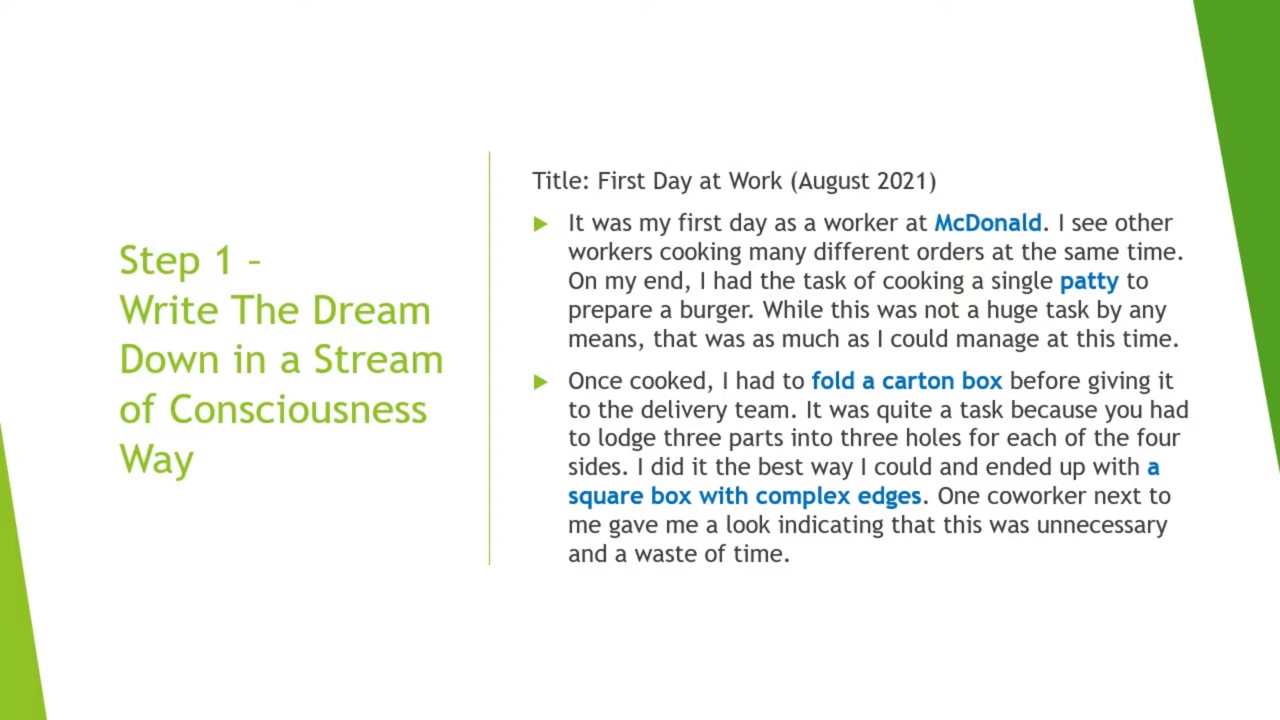 Step 1 –
Write The Dream
Down in a Stream
of Consciousness
Way
Title: First Day at Work (August 2021)
It was my first day as a worker at McDonald. I see other
workers cooking many different orders at the same time.
On my end, I had the task of cooking a single patty to
prepare a burger. While this was not a huge task by any
means, that was as much as I could manage at this time.
Once cooked, I had to fold a carton box before giving it
to the delivery team. It was quite a task because you had
to lodge three parts into three holes for each of the four
sides. I did it the best way I could and ended up with a
square box with complex edges. One coworker next to
me gave me a look indicating that this was unnecessary
and a waste of time.